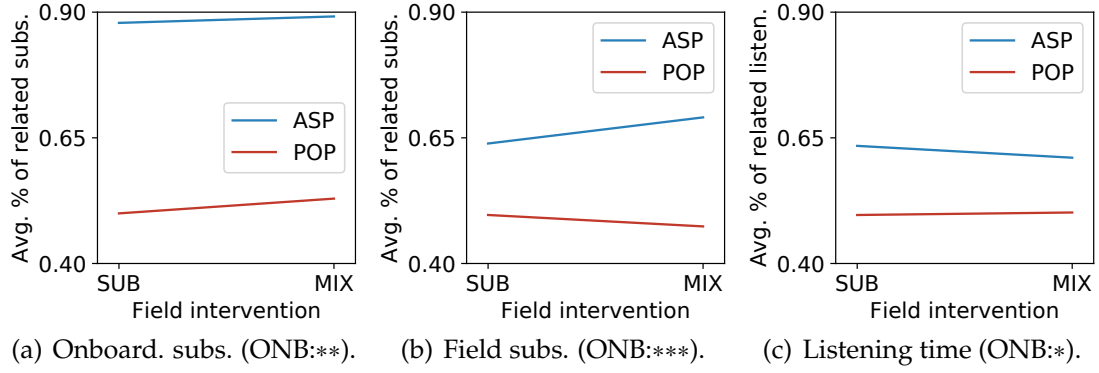 0.90
0.65
0.40
Avg. % of related subs.
ASP
POP
SUB
MIX
Field intervention
(a) Onboard. subs. (ONB:∗∗).
0.90
0.65
0.40
Avg. % of related subs.
ASP
POP
SUB
MIX
Field intervention
(b) Field subs. (ONB:∗∗∗).
0.90
0.65
0.40
Avg. % of related listen.
ASP
POP
SUB
MIX
Field intervention
(c) Listening time (ONB:∗).